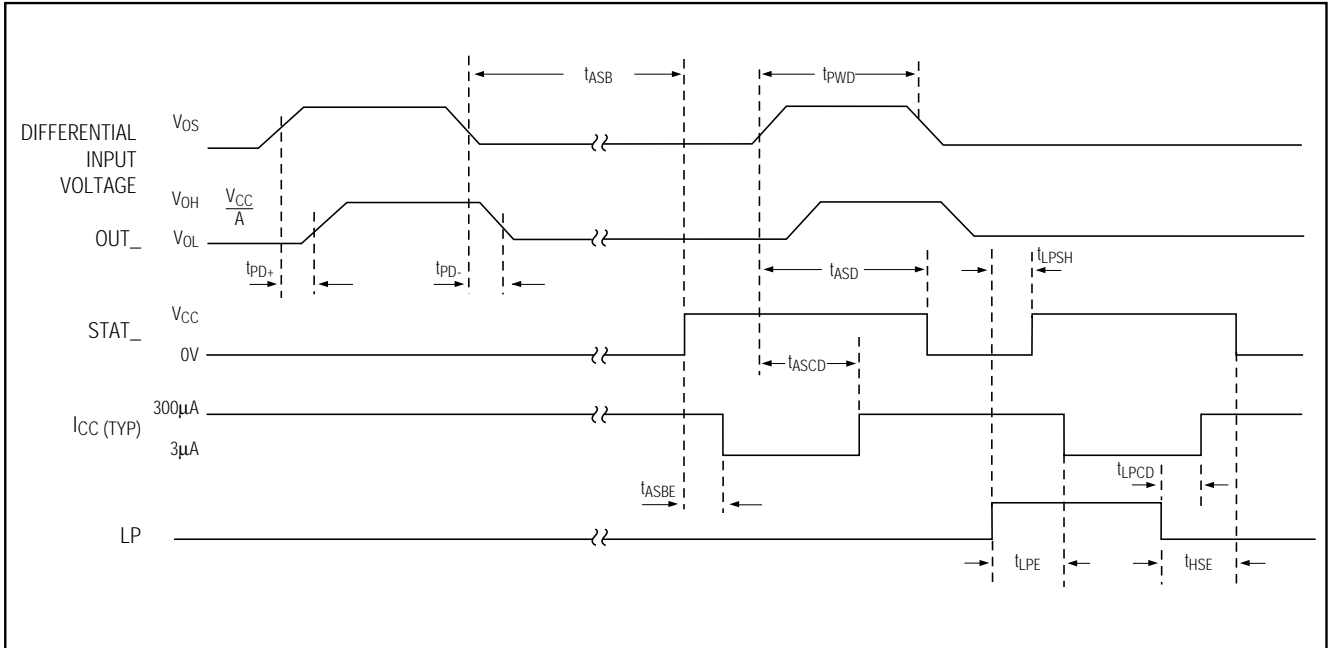 tASB
tPWD
DIFFERENTIAL
INPUT
VOLTAGE
VOS
VOH
VCC
A
OUT_
VOL
tPD+
tPD-
tASD
tLPSH
STAT_
VCC
0V
tASCD
ICC (TYP)
300µA
3µA
tASBE
tLPCD
LP
tLPE
tHSE